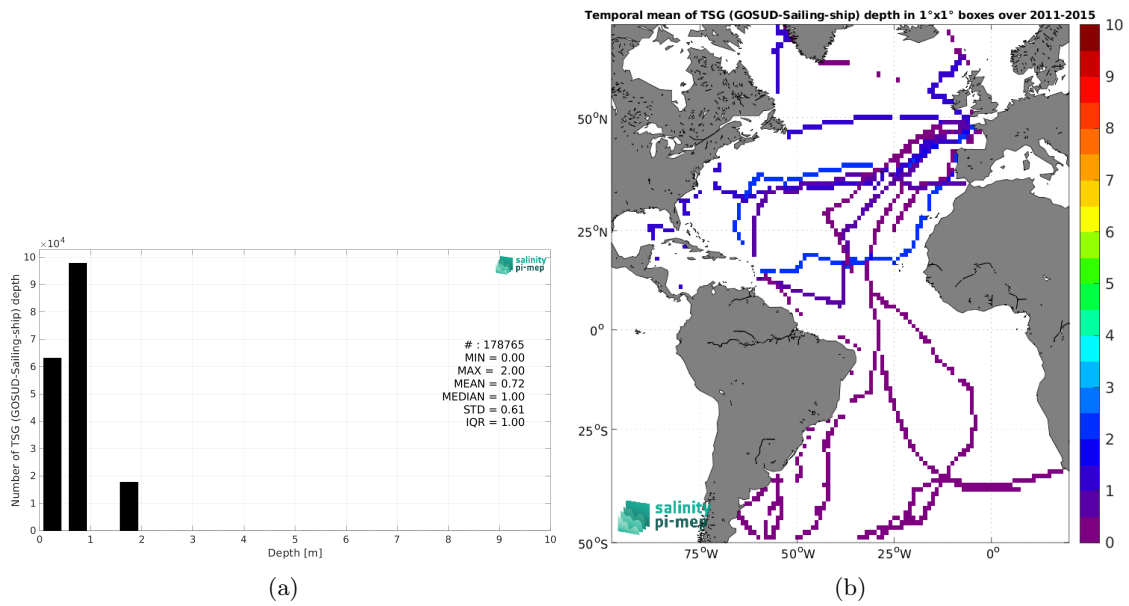 ×10⁴
10
9
8
7
6
5
4
3
2
1
0
Number of TSG (GOSUD-Sailing-ship) depth
salinity
pi-mep
# : 178765
MIN = 0.00
MAX = 2.00
MEAN = 0.72
MEDIAN = 1.00
STD = 0.61
IQR = 1.00
0 1 2 3 4 5 6 7 8 9 10
Depth [m]
(a)
Temporal mean of TSG (GOSUD-Sailing-ship) depth in 1°x1° boxes over 2011-2015
50°N
25°N
0°
25°S
50°S
75°W 50°W 25°W 0°
salinity
pi-mep
10
9
8
7
6
5
4
3
2
1
0
(b)